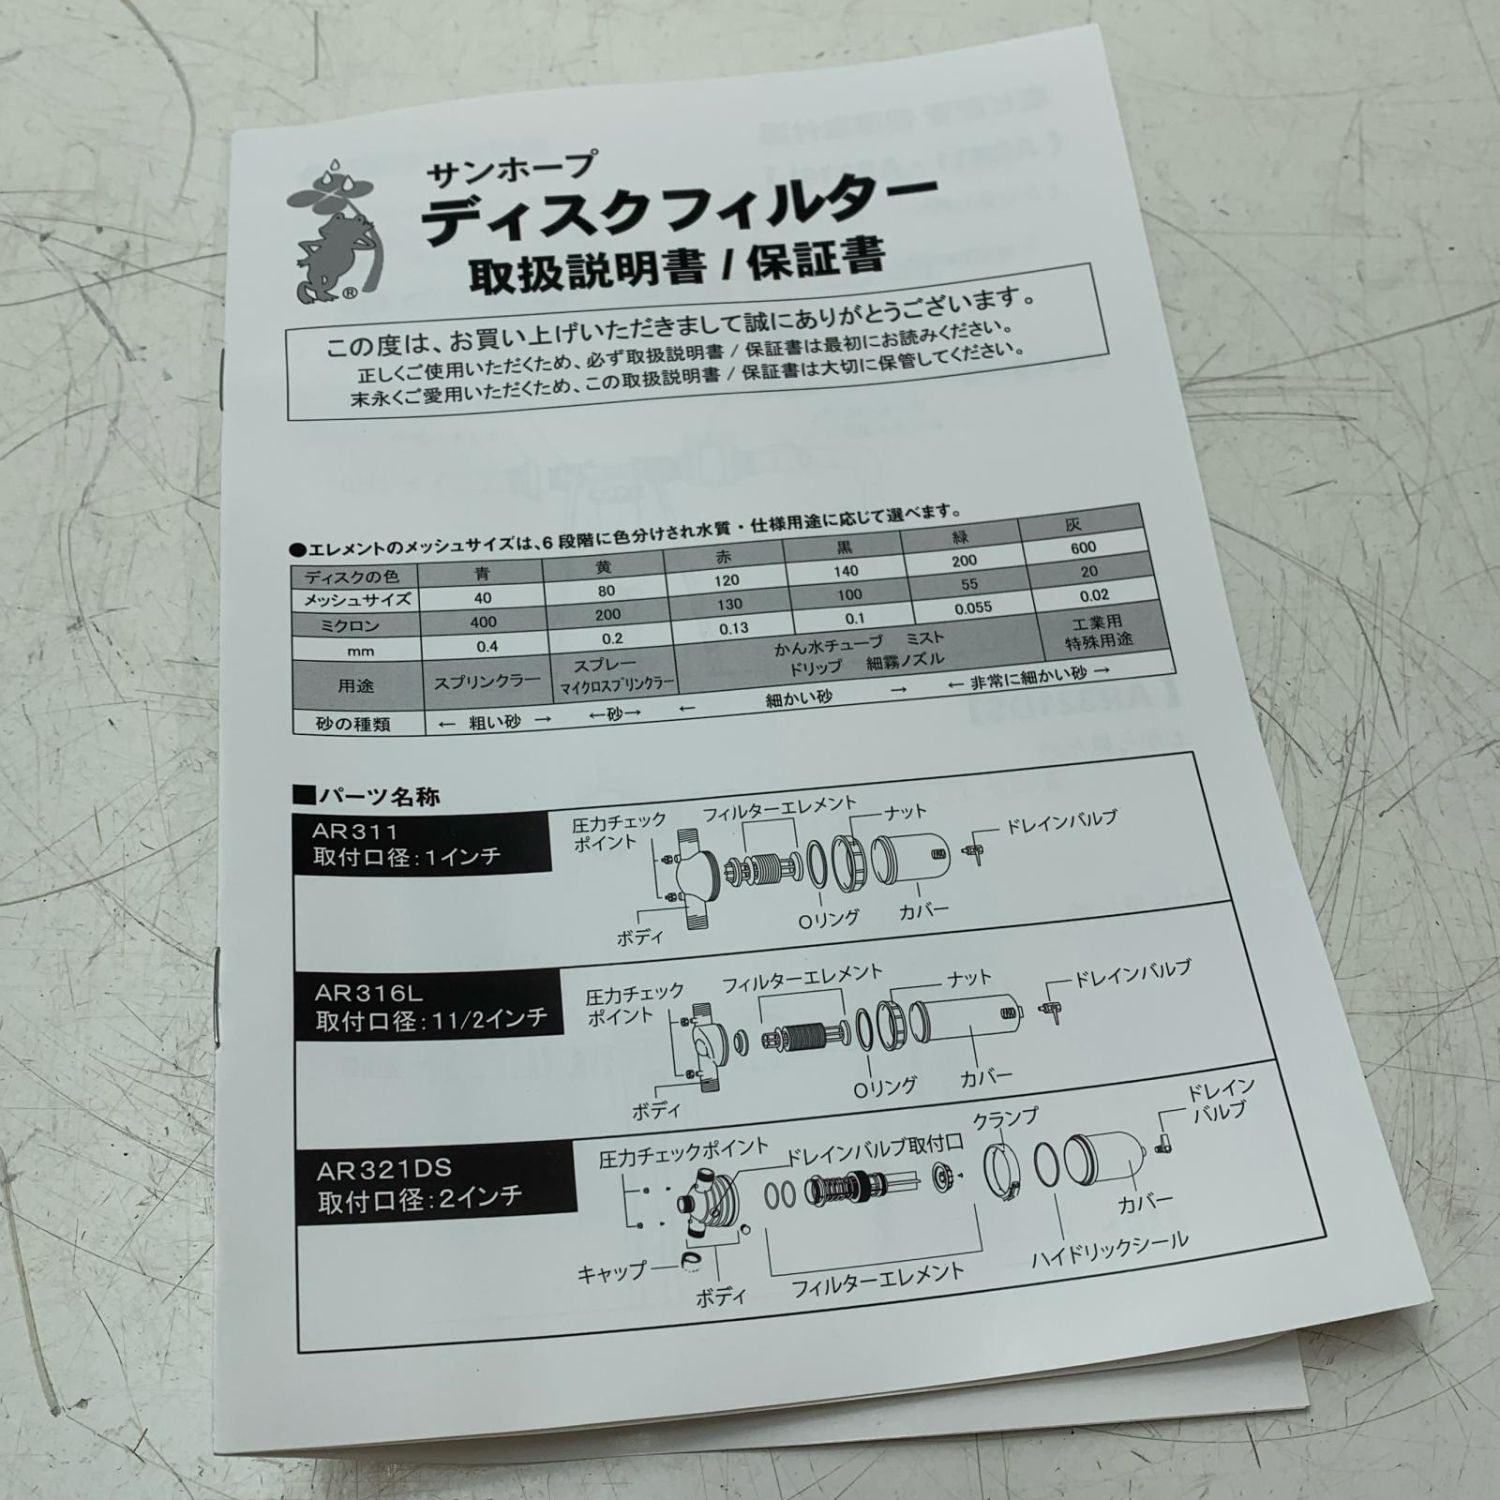 サンホープ
ディスクフィルター
取扱説明書 / 保証書
®
この度は、お買い上げいただきまして誠にありがとうございます。
正しくご使用いただくため、必ず取扱説明書 / 保証書は最初にお読みください。
末永くご愛用いただくため、この取扱説明書 / 保証書は大切に保管してください。
●エレメントのメッシュサイズは、6 段階に色分けされ水質・仕様用途に応じて選べます。
ディスクの色 青 黄 赤 黒 緑 灰
メッシュサイズ 40 80 120 140 200 600
ミクロン 400 200 130 100 55 20
mm 0.4 0.2 0.13 0.1 0.055 0.02
用途 スプリンクラー スプレー マイクロスプリンクラー かん水チューブ ミスト ドリップ 細霧ノズル 工業用 特殊用途
砂の種類 ← 粗い砂 → ←砂→ ← 細かい砂 → ← 非常に細かい砂 →
■パーツ名称
AR311
取付口径：1インチ
圧力チェック
ポイント
フィルターエレメント
ナット
ドレインバルブ
ボディ
Oリング
カバー
AR316L
取付口径：11/2インチ
圧力チェック
ポイント
フィルターエレメント
ナット
ドレインバルブ
ボディ
Oリング
カバー
AR321DS
取付口径：2インチ
圧力チェックポイント
ドレインバルブ取付口
クランプ
ドレイン
バルブ
キャップ
ボディ
フィルターエレメント
ハイドリックシール
カバー